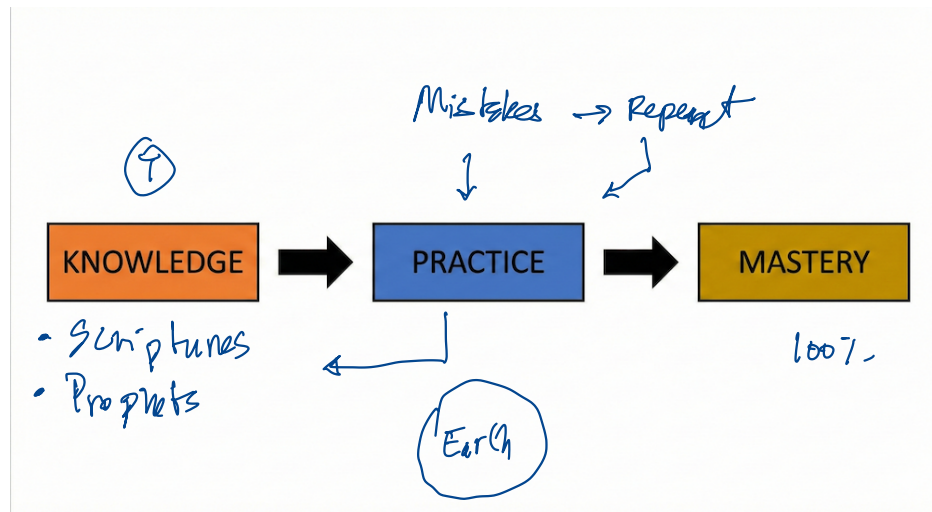 Mistakes → Repent
KNOWLEDGE
PRACTICE
MASTERY
• Scriptures
• Prophets
100%
Earth